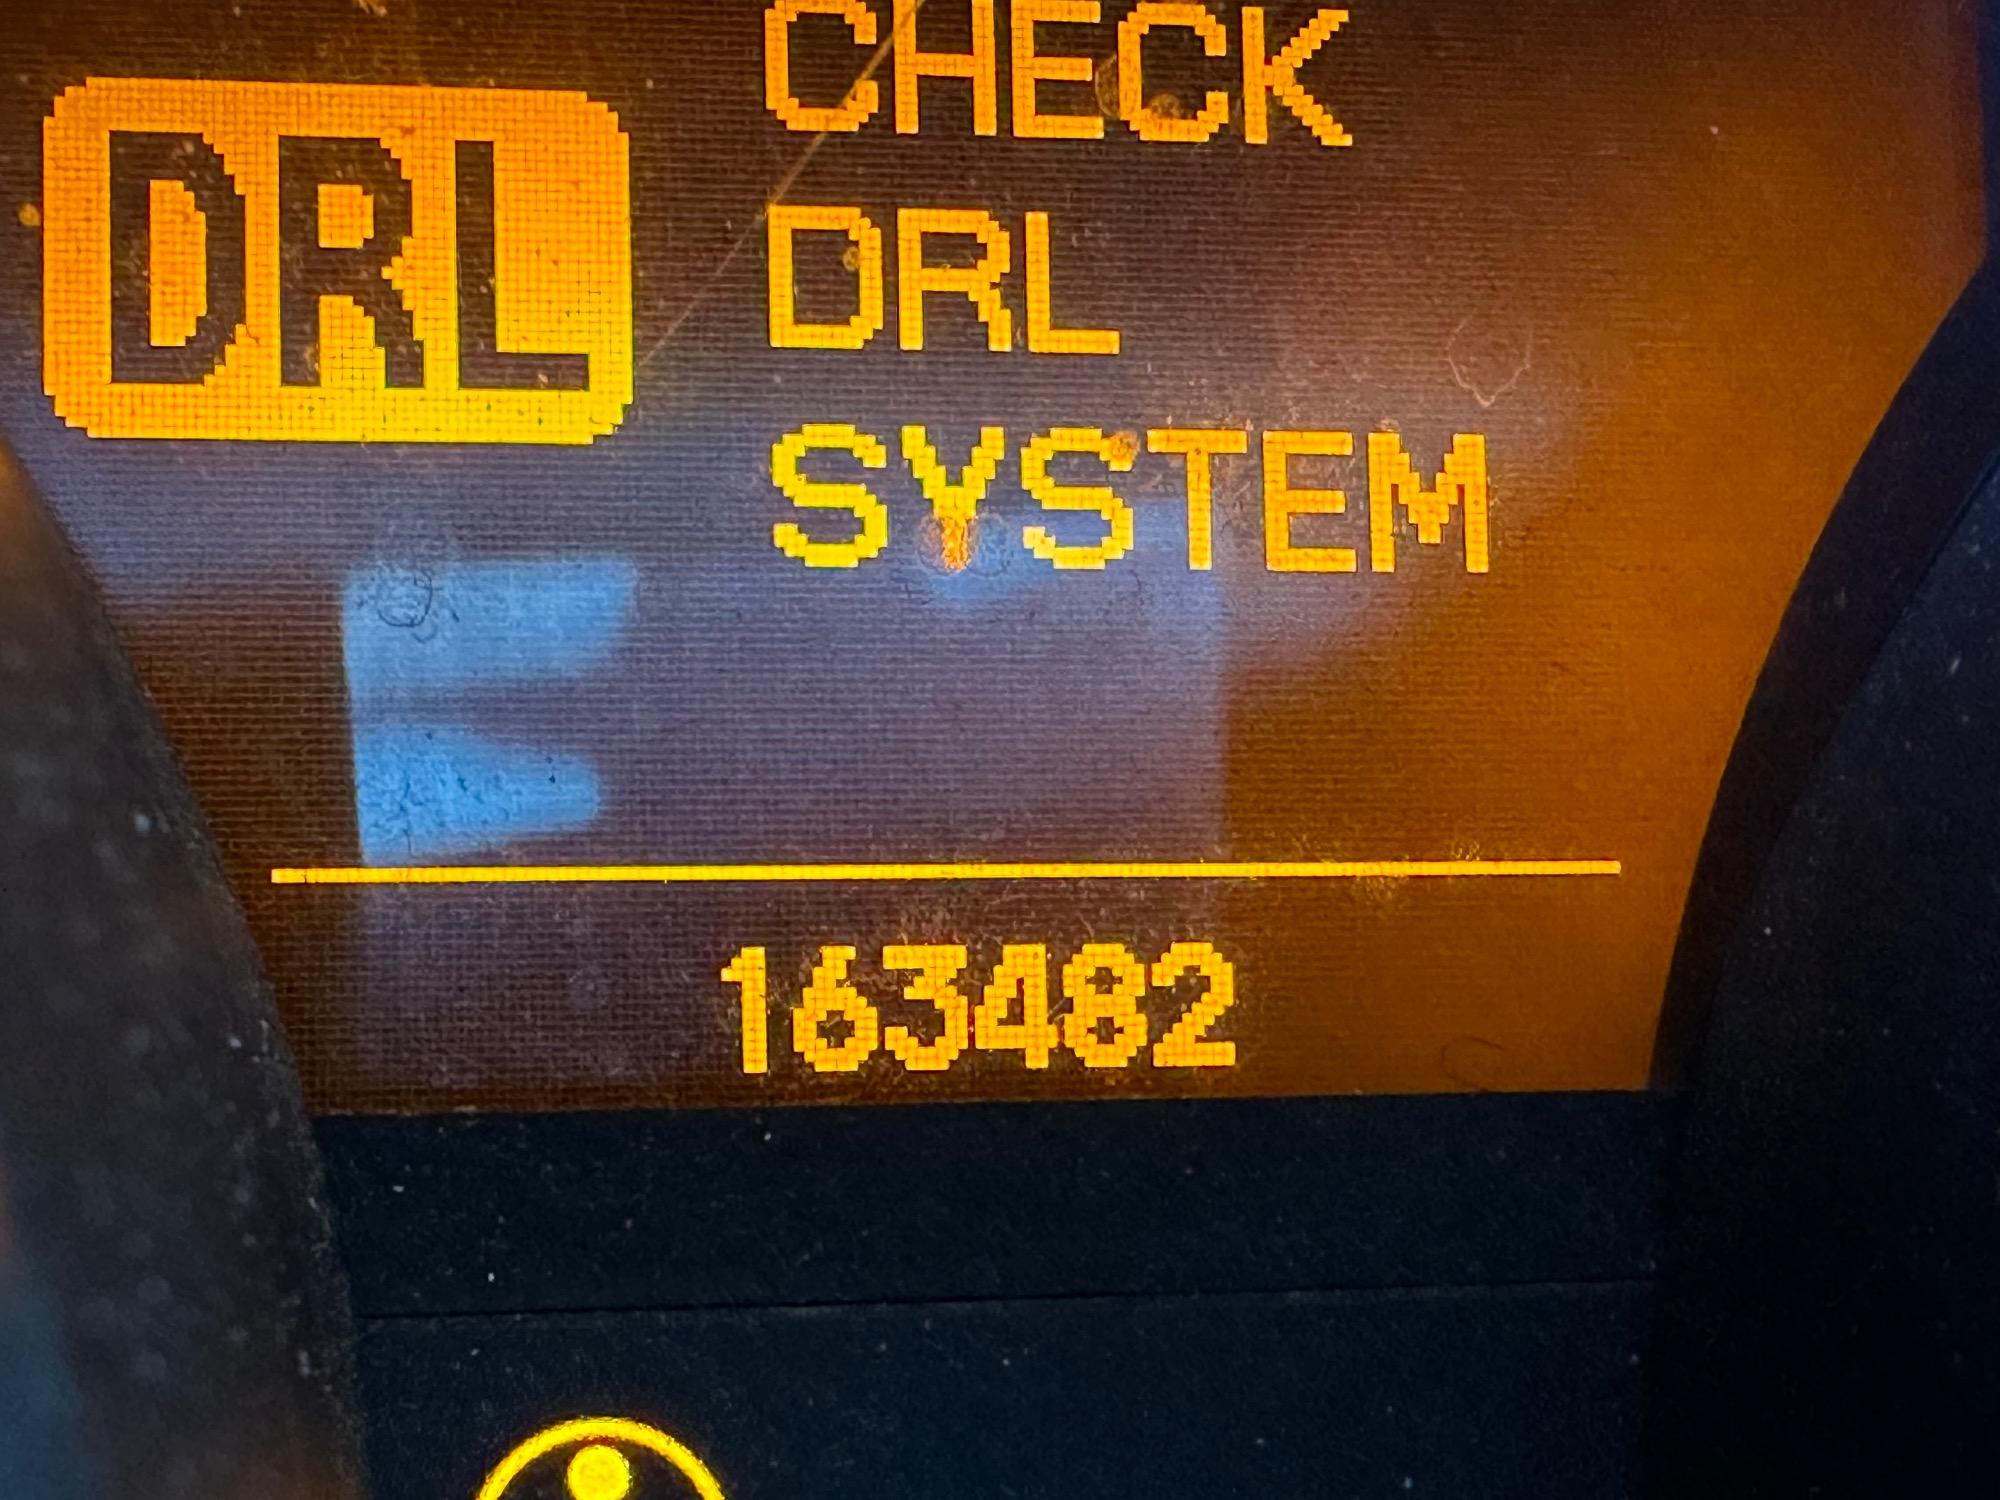 CHECK
DRL
DRL
SYSTEM
163482